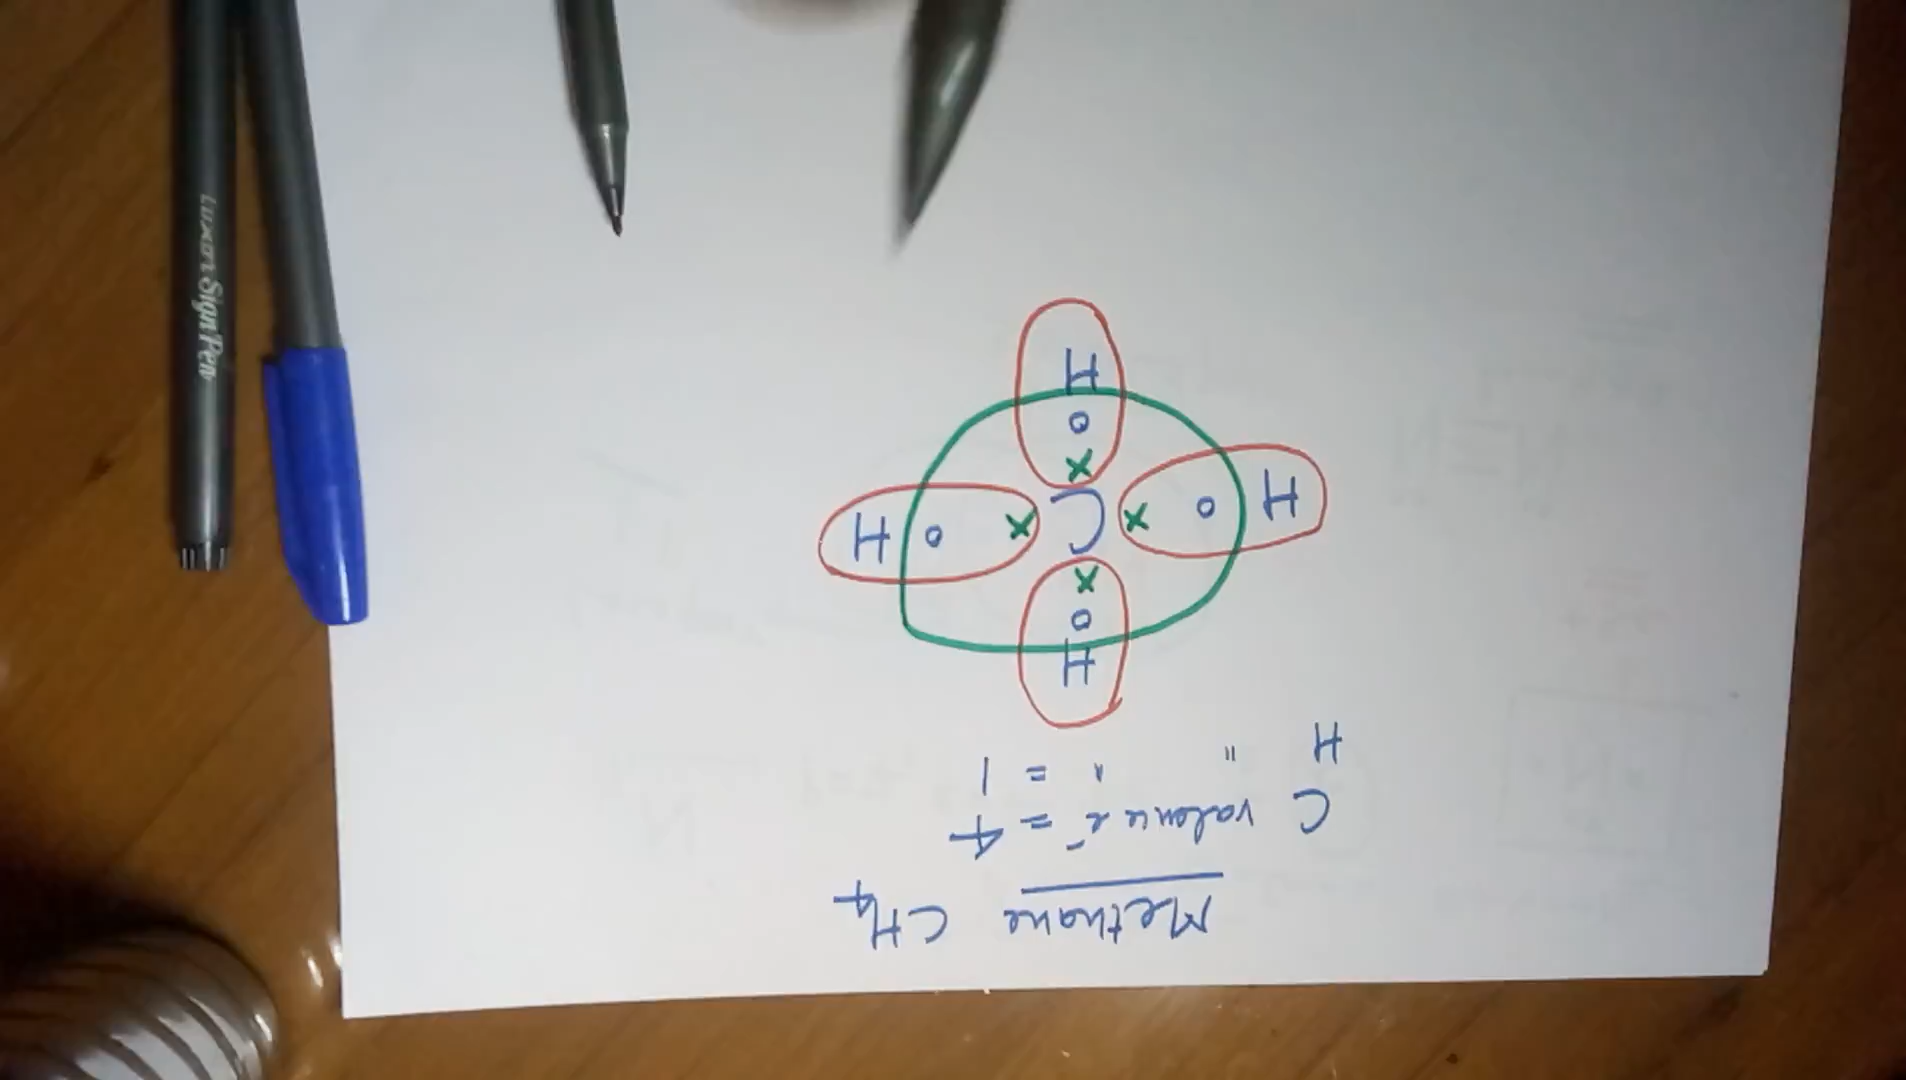 Methane CH4
C valence e- = 4
H " " = 1
H
o
x
H o x C x o H
x
o
H
Luxor Sign Pen